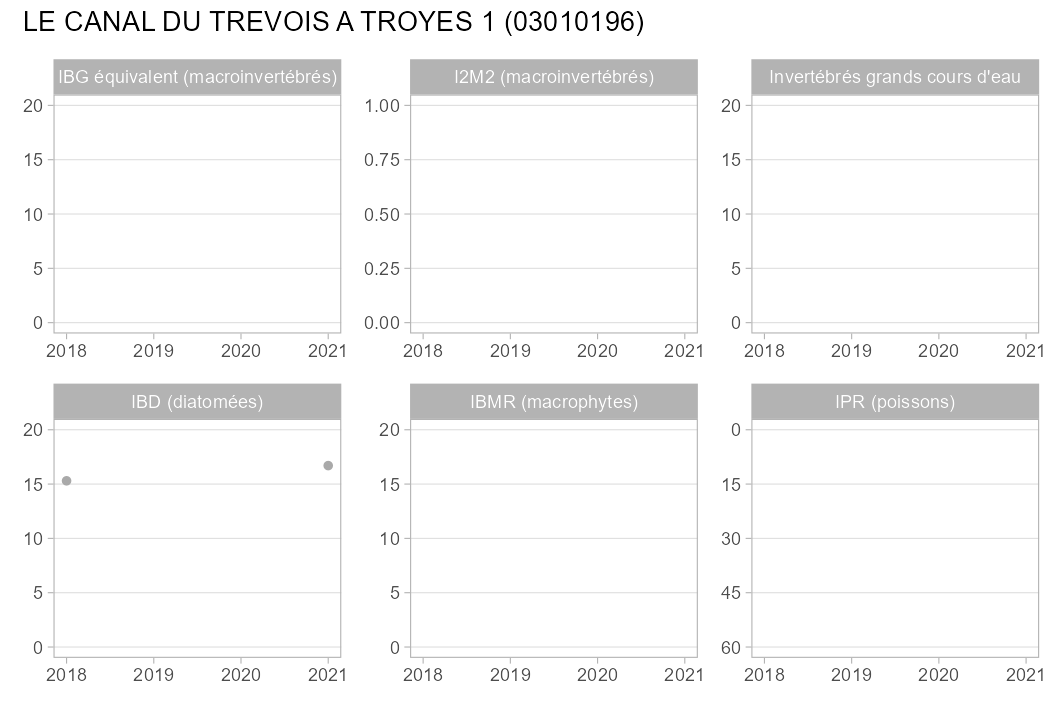 LE CANAL DU TREVOIS A TROYES 1 (03010196)
IBG équivalent (macroinvertébrés)
20
15
10
5
0
2018 2019 2020 2021
I2M2 (macroinvertébrés)
1.00
0.75
0.50
0.25
0.00
2018 2019 2020 2021
Invertébrés grands cours d'eau
20
15
10
5
0
2018 2019 2020 2021
IBD (diatomées)
20
15
10
5
0
2018 2019 2020 2021
IBMR (macrophytes)
20
15
10
5
0
2018 2019 2020 2021
IPR (poissons)
0
15
30
45
60
2018 2019 2020 2021